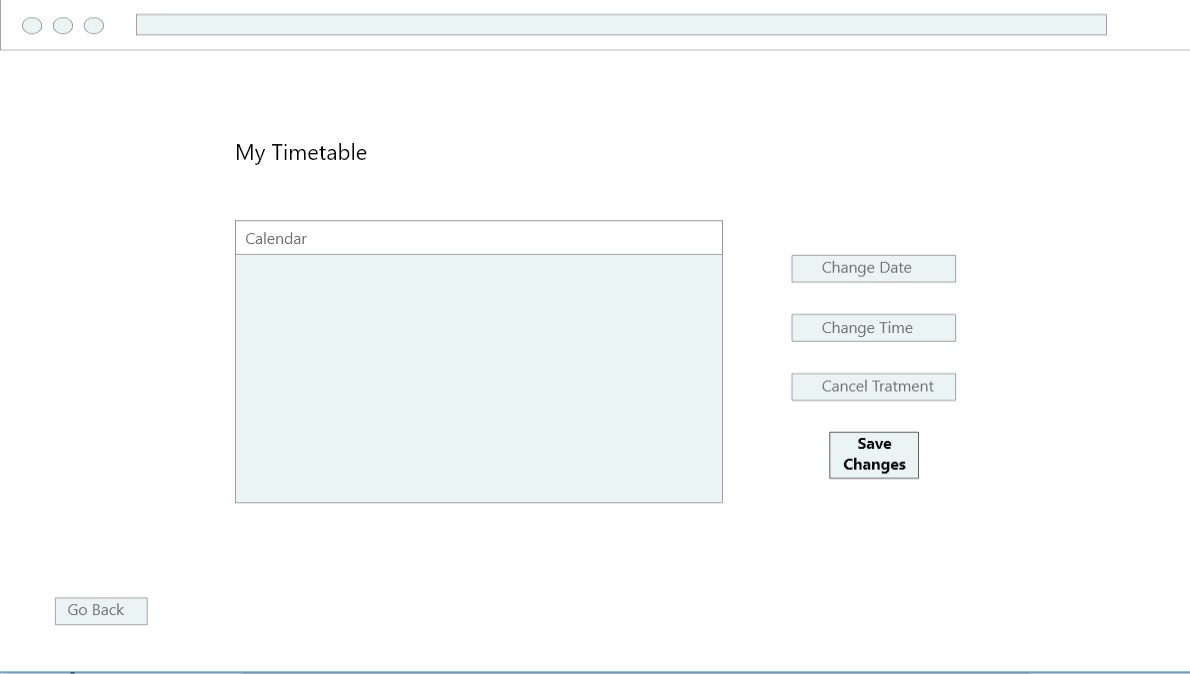 My Timetable
Calendar
Change Date
Change Time
Cancel Tratment
Save
Changes
Go Back